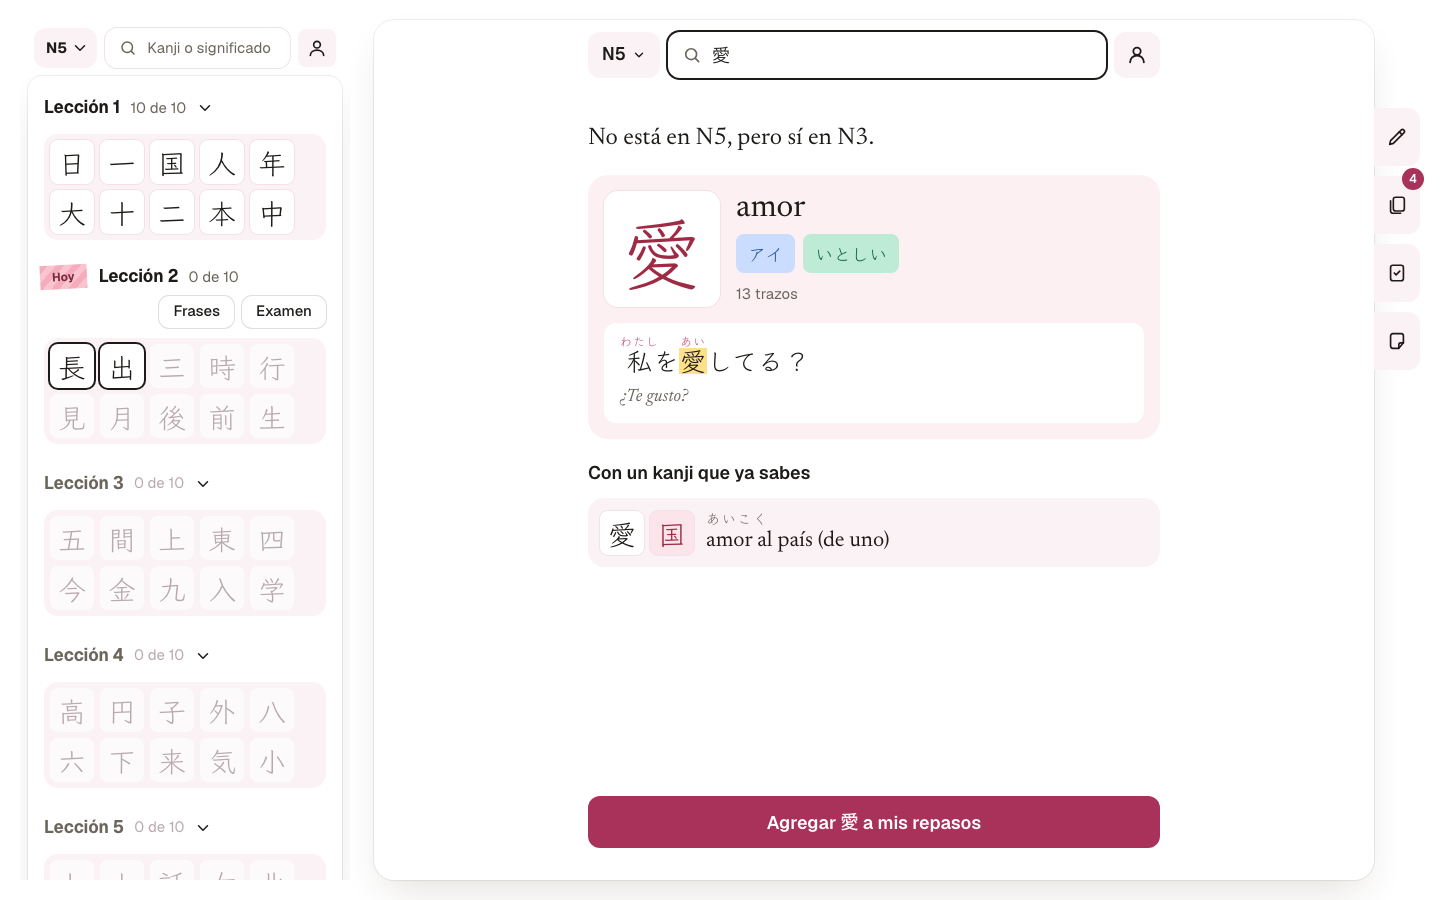 N5
Kanji o significado
Lección 1 10 de 10
日 一 国 人 年
大 十 二 本 中
Hoy Lección 2 0 de 10
Frases Examen
長 出 三 時 行
見 月 後 前 生
Lección 3 0 de 10
五 間 上 東 四
今 金 九 入 学
Lección 4 0 de 10
高 円 子 外 八
六 下 来 気 小
Lección 5 0 de 10
N5
愛
No está en N5, pero sí en N3.
愛
amor
アイ いとしい
13 trazos
わたし あい
私を愛してる？
¿Te gusto?
Con un kanji que ya sabes
愛 国
あいこく
amor al país (de uno)
Agregar 愛 a mis repasos
4